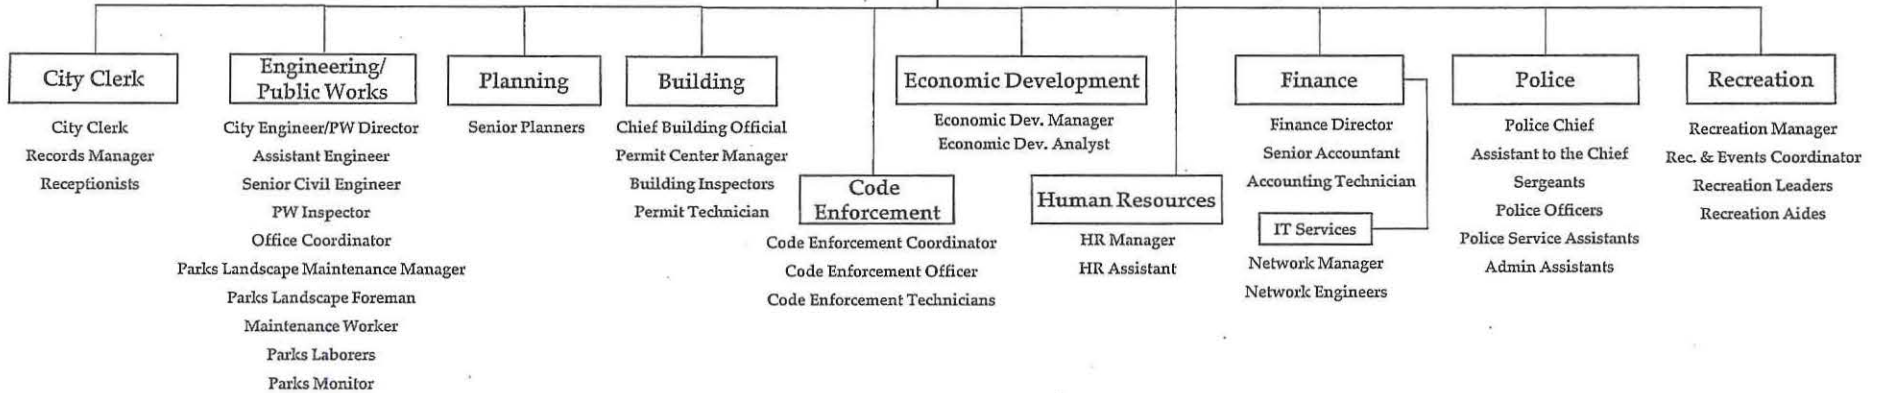 City Clerk
City Clerk
Records Manager
Receptionists
Engineering/
Public Works
City Engineer/PW Director
Assistant Engineer
Senior Civil Engineer
PW Inspector
Office Coordinator
Parks Landscape Maintenance Manager
Parks Landscape Foreman
Maintenance Worker
Parks Laborers
Parks Monitor
Planning
Senior Planners
Building
Chief Building Official
Permit Center Manager
Building Inspectors
Permit Technician
Code
Enforcement
Code Enforcement Coordinator
Code Enforcement Officer
Code Enforcement Technicians
Economic Development
Economic Dev. Manager
Economic Dev. Analyst
Human Resources
HR Manager
HR Assistant
Finance
Finance Director
Senior Accountant
Accounting Technician
IT Services
Network Manager
Network Engineers
Police
Police Chief
Assistant to the Chief
Sergeants
Police Officers
Police Service Assistants
Admin Assistants
Recreation
Recreation Manager
Rec. & Events Coordinator
Recreation Leaders
Recreation Aides